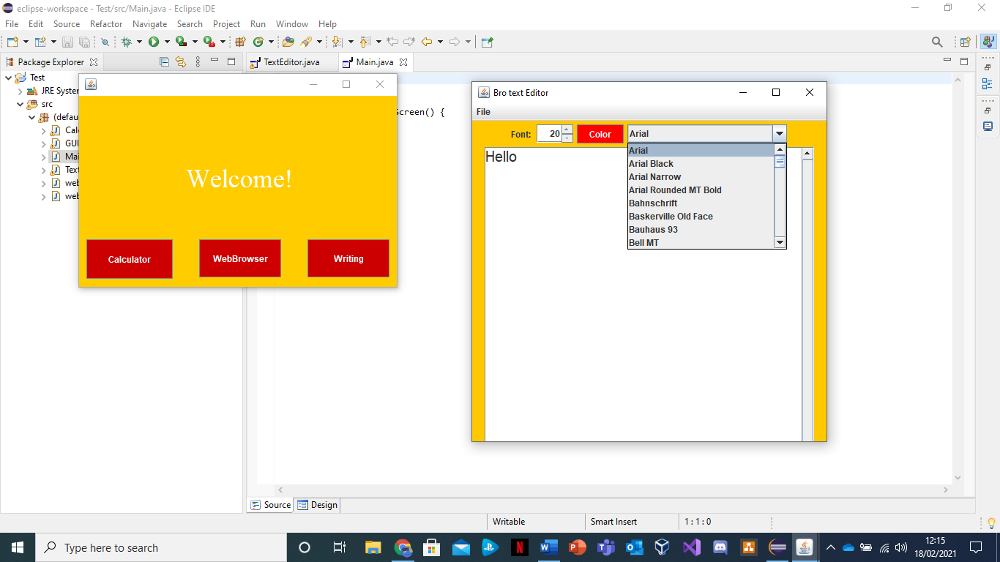 eclipse-workspace - Test/src/Main.java - Eclipse IDE
File Edit Source Refactor Navigate Search Project Run Window Help
Package Explorer
TextEditor.java
Main.java
Test
JRE System
src
(defau
Calc
GUI
Mai
Text
web
web
Screen() {
Welcome!
Calculator
WebBrowser
Writing
Bro text Editor
File
Font: 20 Color Arial
Hello
Arial
Arial Black
Arial Narrow
Arial Rounded MT Bold
Bahnschrift
Baskerville Old Face
Bauhaus 93
Bell MT
Source Design
Writable Smart Insert 1 : 1 : 0
Type here to search
12:15
18/02/2021